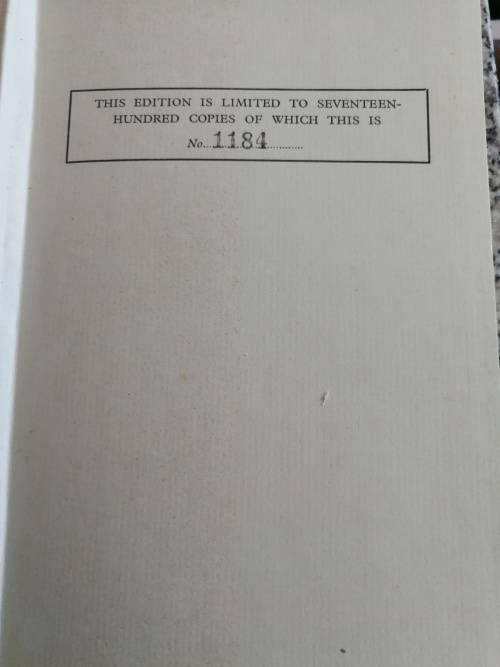 THIS EDITION IS LIMITED TO SEVENTEEN-
HUNDRED COPIES OF WHICH THIS IS
No...1184............